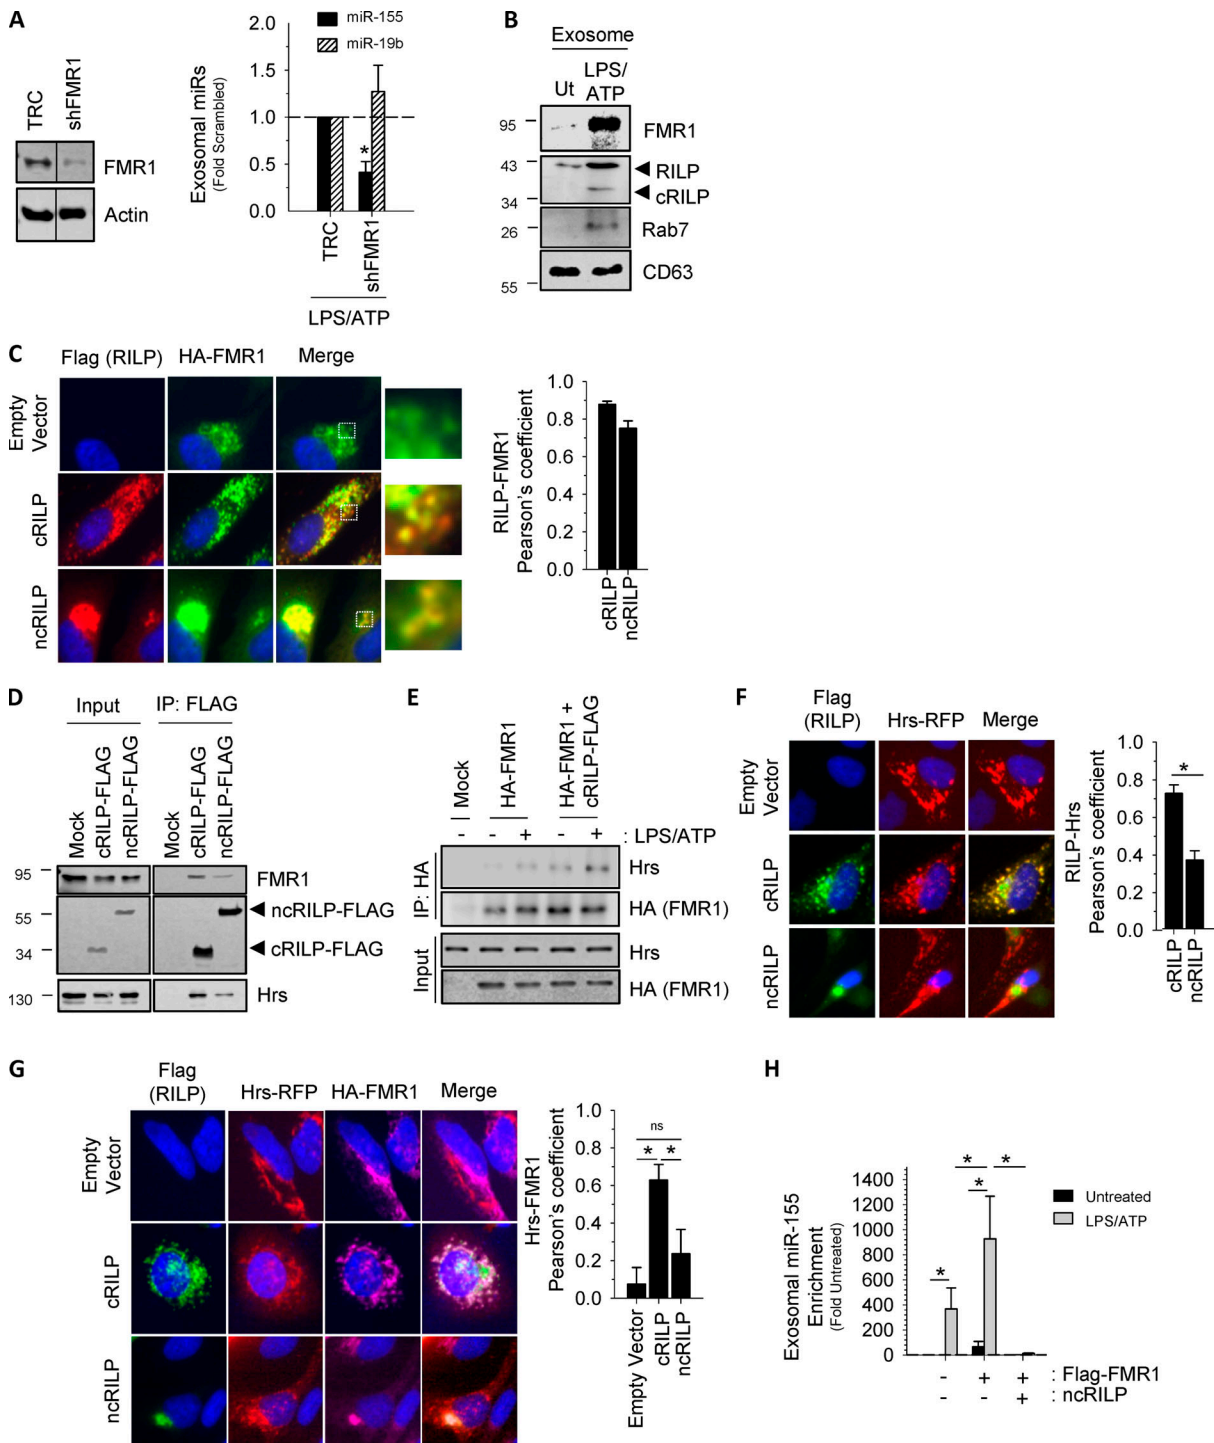 A
TRC
shFMR1
FMR1
Actin
2.0
1.5
1.0
0.5
0.0
Exosomal miRs
(Fold Scrambled)
miR-155
miR-19b
*
TRC
shFMR1
LPS/ATP
B
Exosome
Ut
LPS/
ATP
95
43
34
26
55
FMR1
RILP
cRILP
Rab7
CD63
C
Flag (RILP)
HA-FMR1
Merge
Empty
Vector
cRILP
ncRILP
RILP-FMR1
Pearson's coefficient
1.0
0.8
0.6
0.4
0.2
0.0
cRILP
ncRILP
D
Input
IP: FLAG
Mock
cRILP-FLAG
ncRILP-FLAG
Mock
cRILP-FLAG
ncRILP-FLAG
95
55
34
130
FMR1
ncRILP-FLAG
cRILP-FLAG
Hrs
E
Mock
HA-FMR1
HA-FMR1 +
cRILP-FLAG
- - + - + : LPS/ATP
IP: HA
Hrs
HA (FMR1)
Input
Hrs
HA (FMR1)
F
Flag
(RILP)
Hrs-RFP
Merge
Empty
Vector
cRILP
ncRILP
RILP-Hrs
Pearson's coefficient
1.0
0.8
0.6
0.4
0.2
0.0
*
cRILP
ncRILP
G
Flag
(RILP)
Hrs-RFP
HA-FMR1
Merge
Empty
Vector
cRILP
ncRILP
Hrs-FMR1
Pearson's coefficient
1.0
0.8
0.6
0.4
0.2
0.0
ns
* *
Empty Vector
cRILP
ncRILP
H
Exosomal miR-155
Enrichment
(Fold Untreated)
1400
1200
1000
800
600
400
200
0
* *
*
*
Untreated
LPS/ATP
- + + : Flag-FMR1
- - + : ncRILP